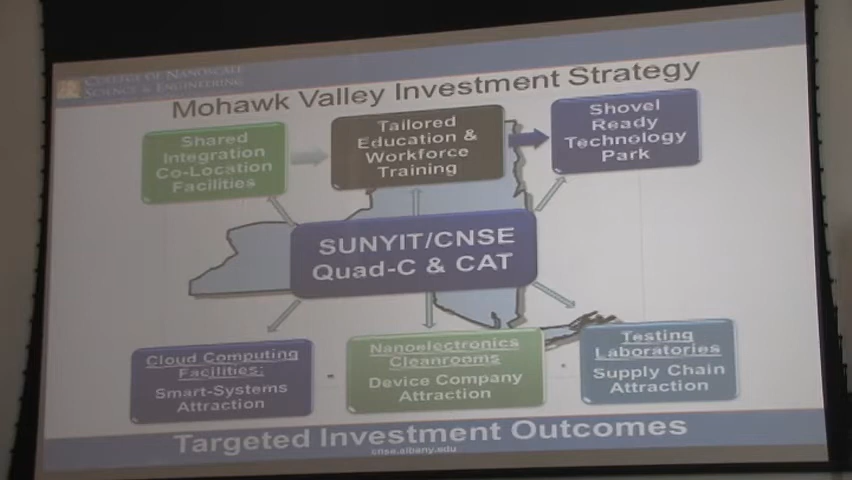 COLLEGE OF NANOSCALE
SCIENCE & ENGINEERING
Mohawk Valley Investment Strategy
Shared
Integration
Co-Location
Facilities
Tailored
Education &
Workforce
Training
Shovel
Ready
Technology
Park
SUNYIT/CNSE
Quad-C & CAT
Cloud Computing
Facilities:
Smart-Systems
Attraction
Nanoelectronics
Cleanrooms
Device Company
Attraction
Testing
Laboratories
Supply Chain
Attraction
Targeted Investment Outcomes
cnse.albany.edu